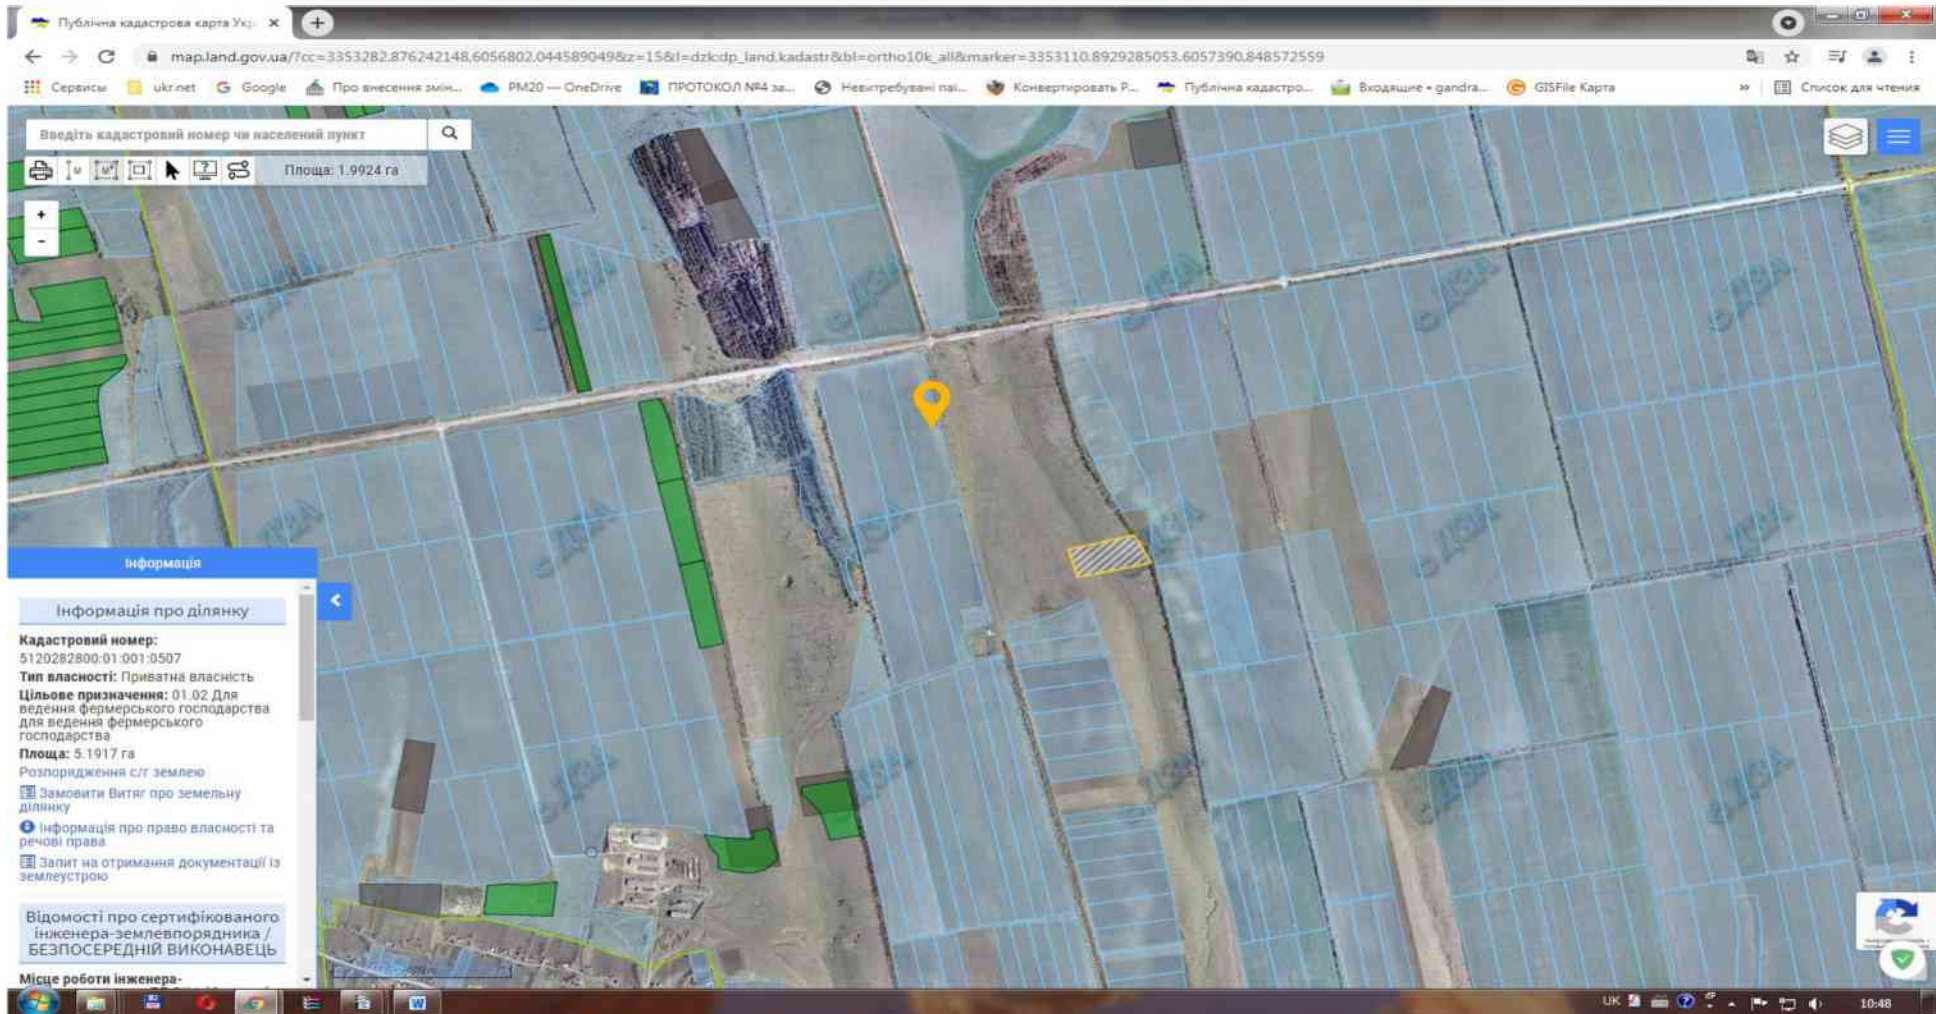 Публічна кадастрова карта Укр
map.land.gov.ua/?cc=3353282.876242148,6056802.044589049&z=15&l=dzk:dp_land,kadastr&bl=ortho10k_all&marker=3353110.8929285053,6057390.848572559
Сервисы ukr.net Google Про внесення змін... PM20 — OneDrive ПРОТОКОЛ №4 за... Невитребувані паї... Конвертировать Р... Публічна кадастро... Входящие • gandra... GISFile Карта » Список для чтения
Введіть кадастровий номер чи населений пункт
Площа: 1.9924 га
+
-
© ДЗА
Інформація
Інформація про ділянку
Кадастровий номер:
5120282800:01:001:0507
Тип власності: Приватна власність
Цільове призначення: 01.02 Для
ведення фермерського господарства
для ведення фермерського
господарства
Площа: 5.1917 га
Розпорядження с/г землею
Замовити Витяг про земельну
ділянку
Інформація про право власності та
речові права
Запит на отримання документації із
землеустрою
Відомості про сертифікованого
інженера-землевпорядника /
БЕЗПОСЕРЕДНІЙ ВИКОНАВЕЦЬ
Місце роботи інженера-
UK 10:48